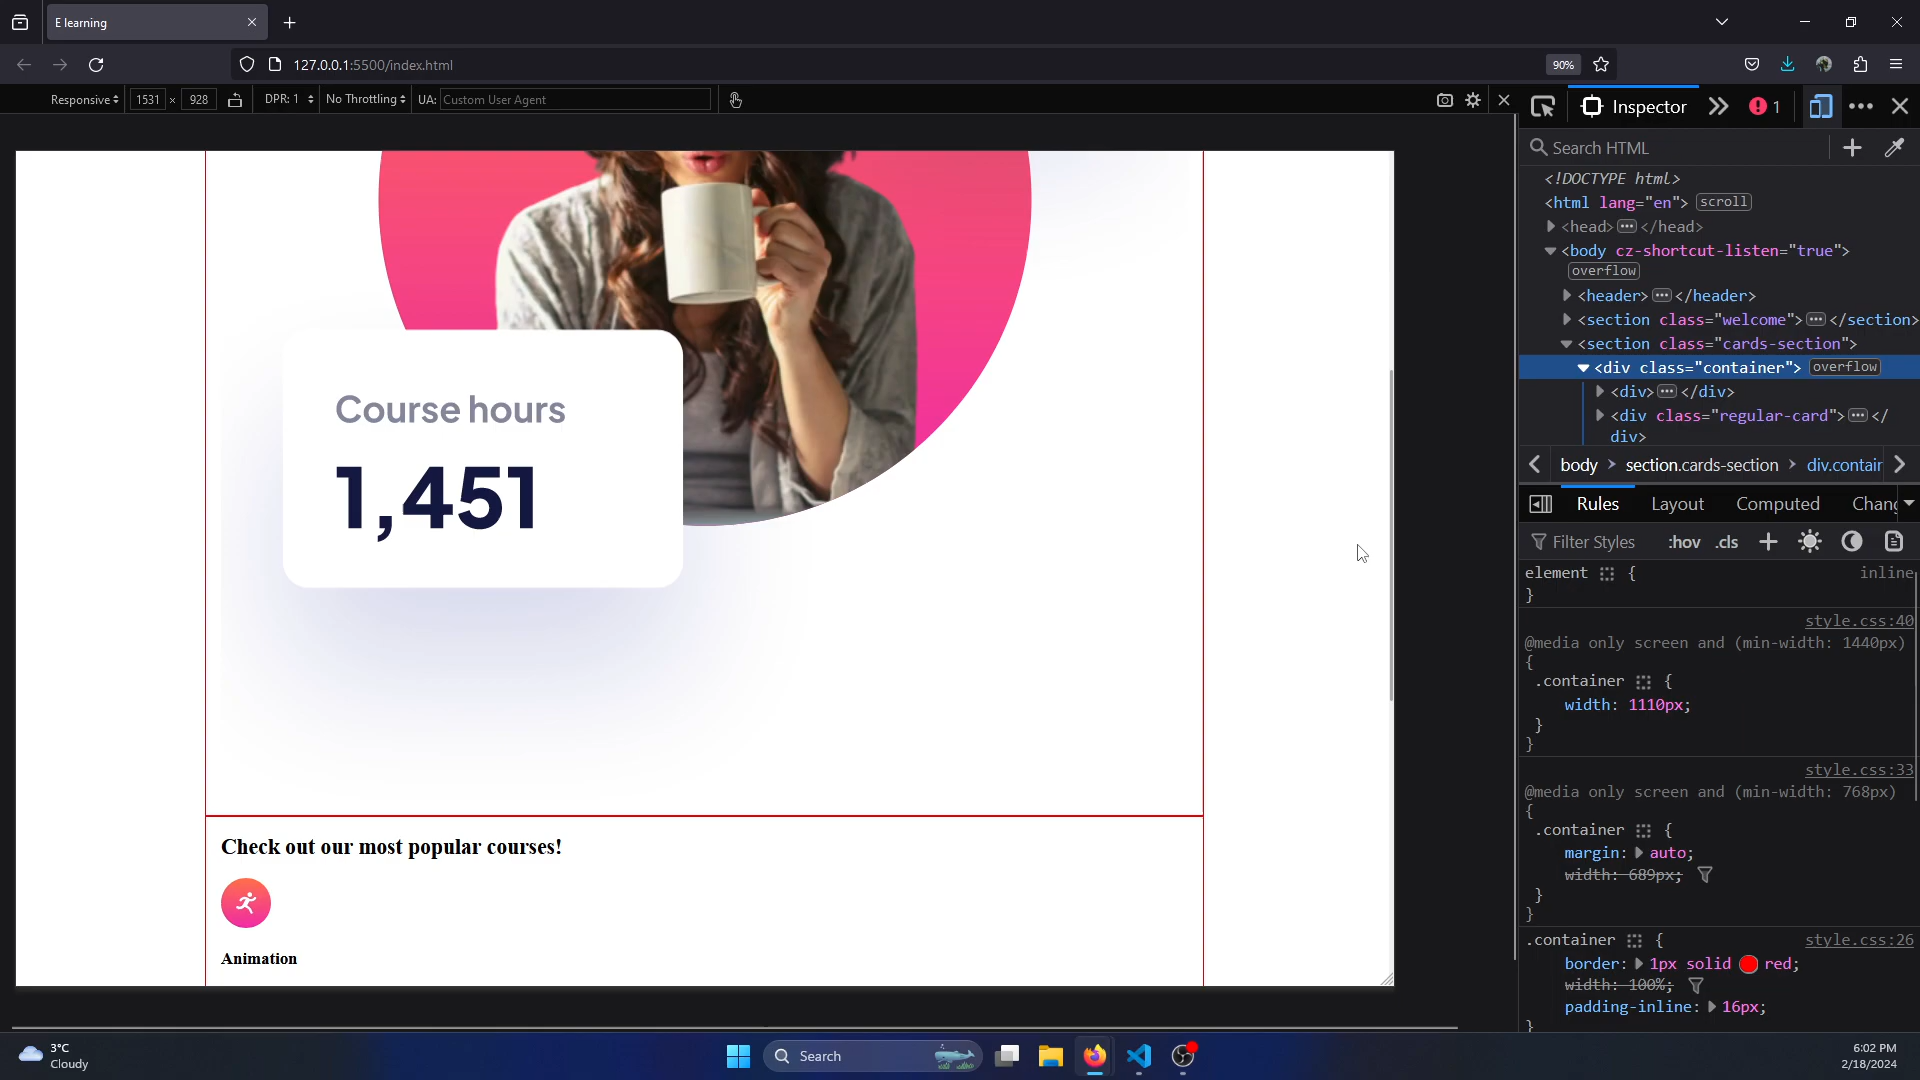 E learning
127.0.0.1:5500/index.html
90%
Responsive
1531 × 928
DPR: 1
No Throttling
UA: Custom User Agent
Inspector
1
Search HTML
<!DOCTYPE html>
<html lang="en"> scroll
<head> ... </head>
<body cz-shortcut-listen="true">
overflow
<header> ... </header>
<section class="welcome"> ... </section>
<section class="cards-section">
<div class="container"> overflow
<div> ... </div>
<div class="regular-card"> ... </
div>
body > section.cards-section > div.contair
Rules Layout Computed Chang
Filter Styles :hov .cls
element { inline
}
style.css:40
@media only screen and (min-width: 1440px)
{
.container {
width: 1110px;
}
}
style.css:33
@media only screen and (min-width: 768px)
{
.container {
margin: auto;
width: 689px;
}
}
.container { style.css:26
border: 1px solid red;
width: 100%;
padding-inline: 16px;
}
Course hours
1,451
Check out our most popular courses!
Animation
3°C
Cloudy
Search
6:02 PM
2/18/2024